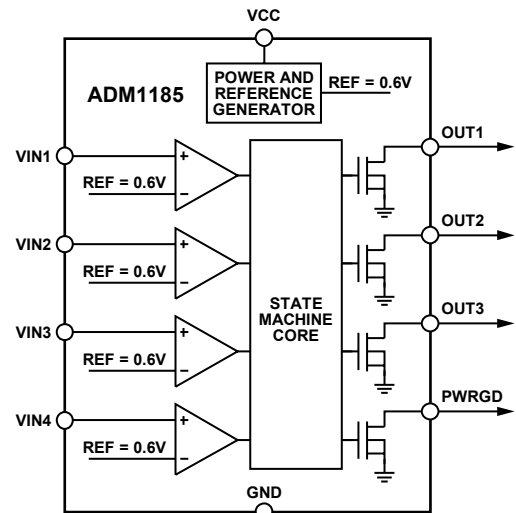 VCC
ADM1185
POWER AND
REFERENCE
GENERATOR
REF = 0.6V
OUT1
VIN1
+
REF = 0.6V
−
OUT2
VIN2
+
REF = 0.6V
−
STATE
MACHINE
CORE
OUT3
VIN3
+
REF = 0.6V
−
PWRGD
VIN4
+
REF = 0.6V
−
GND